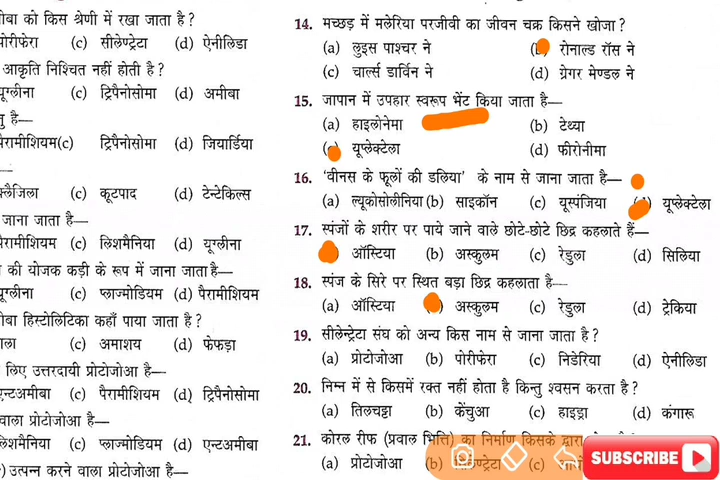 ीबा को किस श्रेणी में रखा जाता है ?
पोरीफेरा (c) सीलेण्ट्रेटा (d) ऐनीलिडा
आकृति निश्चित नहीं होती है ?
यूग्लीना (c) ट्रिपैनोसोमा (d) अमीबा
तु है—
पैरामीशियम(c) ट्रिपैनोसोमा (d) जियार्डिया
फ्लैजिला (c) कूटपाद (d) टेन्टेकिल्स
जाना जाता है—
पैरामीशियम (c) लिशमैनिया (d) यूग्लीना
की योजक कड़ी के रूप में जाना जाता है—
यूग्लीना (c) प्लाज्मोडियम (d) पैरामीशियम
ीबा हिस्टोलिटिका कहाँ पाया जाता है ?
(c) अमाशय (d) फेफड़ा
लिए उत्तरदायी प्रोटोजोआ है—
एन्टअमीबा (c) पैरामीशियम (d) ट्रिपैनोसोमा
वाला प्रोटोजोआ है—
लिशमैनिया (c) प्लाज्मोडियम (d) एन्टअमीबा
) उत्पन्न करने वाला प्रोटोजोआ है—
14. मच्छड़ में मलेरिया परजीवी का जीवन चक्र किसने खोजा ?
(a) लुइस पाश्चर ने (b) रोनाल्ड रॉस ने
(c) चार्ल्स डार्विन ने (d) ग्रेगर मेण्डल ने
15. जापान में उपहार स्वरूप भेंट किया जाता है—
(a) हाइलोनेमा (b) टेथ्या
यूप्लेक्टेला (d) फीरोनीमा
16. ‘वीनस के फूलों की डलिया’ के नाम से जाना जाता है—
(a) ल्यूकोसोलीनिया (b) साइकॉन (c) यूस्पंजिया (d) यूप्लेक्टेला
17. स्पंजों के शरीर पर पाये जाने वाले छोटे-छोटे छिद्र कहलाते हैं—
ऑस्टिया (b) अस्कुलम (c) रेडुला (d) सिलिया
18. स्पंज के सिरे पर स्थित बड़ा छिद्र कहलाता है—
(a) ऑस्टिया अस्कुलम (c) रेडुला (d) ट्रेकिया
19. सीलेन्ट्रेटा संघ को अन्य किस नाम से जाना जाता है ?
(a) प्रोटोजोआ (b) पोरीफेरा (c) निडेरिया (d) ऐनीलिडा
20. निम्न में से किसमें रक्त नहीं होता है किन्तु श्वसन करता है ?
(a) तिलचट्टा (b) केंचुआ (c) हाइड्रा (d) कंगारू
21. कोरल रीफ (प्रवाल भित्ति) का निर्माण किसके द्वारा
(a) प्रोटोजोआ (b) सिलेण्ट्रेटा (c)
SUBSCRIBE